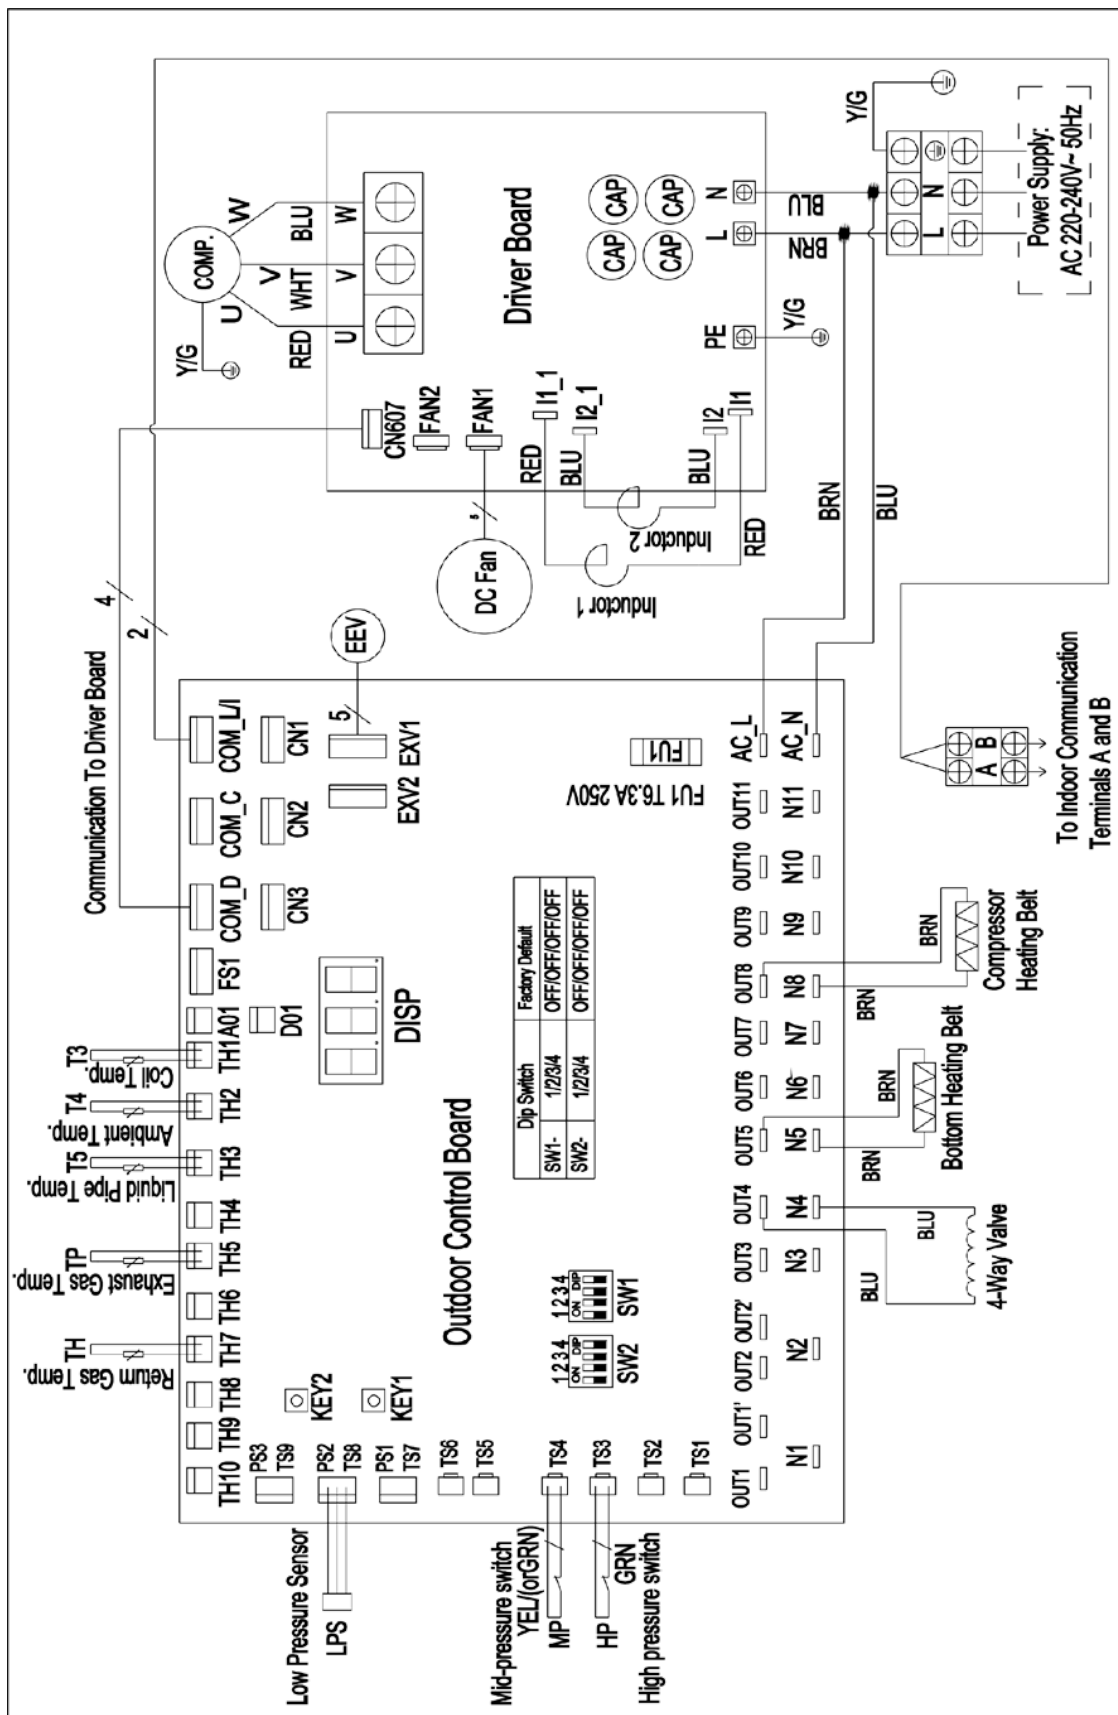 Communication To Driver Board
4
2
COMP.
Y/G
U
V
W
RED
WHT
BLU
U
V
W
Driver Board
CN607
FAN2
FAN1
5
DC Fan
RED
I1_1
BLU
I2_1
BLU
I2
I1
RED
Inductor 1
Inductor 2
CAP
CAP
CAP
CAP
PE
L
N
Y/G
BRN
BLU
Y/G
L
N
Power Supply:
AC 220-240V~ 50Hz
BRN
BLU
T3
Coil Temp.
T4
Ambient Temp.
T5
Liquid Pipe Temp.
TP
Exhaust Gas Temp.
TH
Return Gas Temp.
TH10
TH9
TH8
TH7
TH6
TH5
TH4
TH3
TH2
TH1
A01
FS1
COM_D
COM_C
COM_L/I
D01
CN3
CN2
CN1
EEV
5
EXV2
EXV1
DISP
PS3
TS9
PS2
TS8
PS1
TS7
TS6
TS5
TS4
TS3
TS2
TS1
KEY2
KEY1
Low Pressure Sensor
LPS
Mid-pressure switch
YEL/(orGRN)
MP
HP
GRN
High pressure switch
Outdoor Control Board
1234
ON DIP
SW2
1234
ON DIP
SW1
Dip Switch Factory Default
SW1- 1/2/3/4 OFF/OFF/OFF/OFF
SW2- 1/2/3/4 OFF/OFF/OFF/OFF
FU1 T6.3A 250V
FU1
OUT1 OUT1' OUT2 OUT2' OUT3 OUT4 OUT5 OUT6 OUT7 OUT8 OUT9 OUT10 OUT11 AC_L
N1 N2 N3 N4 N5 N6 N7 N8 N9 N10 N11 AC_N
BLU
BLU
4-Way Valve
BRN
BRN
Bottom Heating Belt
BRN
BRN
Compressor
Heating Belt
A B
To Indoor Communication
Terminals A and B